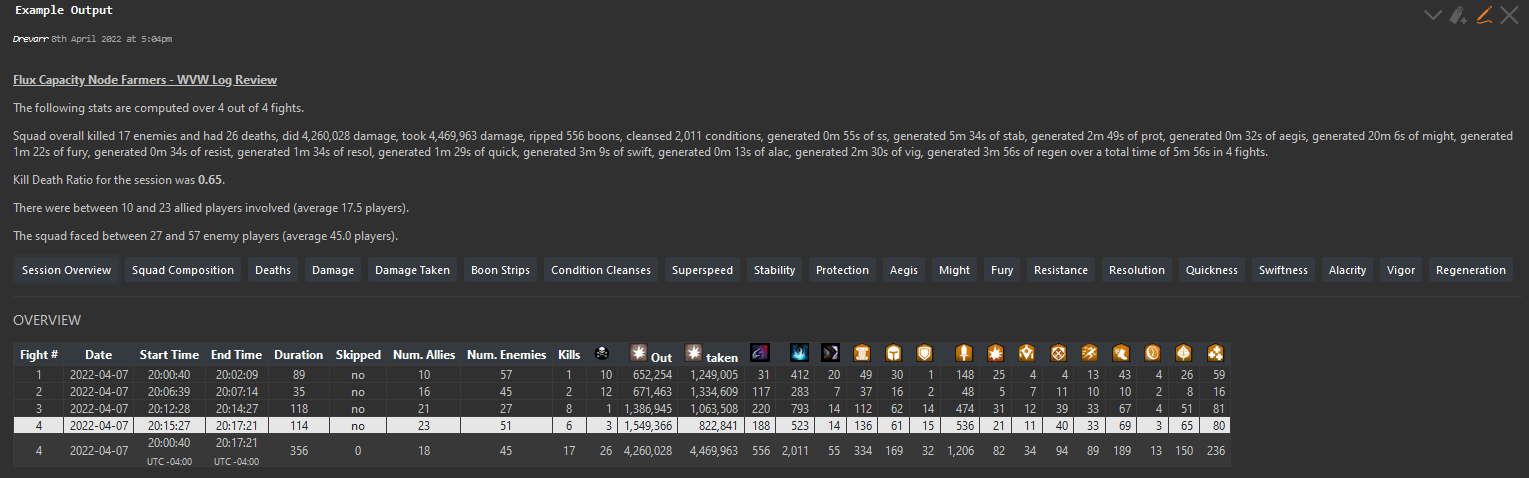 Example Output
Drevarr 8th April 2022 at 5:04pm
Flux Capacity Node Farmers - WVW Log Review
The following stats are computed over 4 out of 4 fights.
Squad overall killed 17 enemies and had 26 deaths, did 4,260,028 damage, took 4,469,963 damage, ripped 556 boons, cleansed 2,011 conditions, generated 0m 55s of ss, generated 5m 34s of stab, generated 2m 49s of prot, generated 0m 32s of aegis, generated 20m 6s of might, generated
1m 22s of fury, generated 0m 34s of resist, generated 1m 34s of resol, generated 1m 29s of quick, generated 3m 9s of swift, generated 0m 13s of alac, generated 2m 30s of vig, generated 3m 56s of regen over a total time of 5m 56s in 4 fights.
Kill Death Ratio for the session was 0.65.
There were between 10 and 23 allied players involved (average 17.5 players).
The squad faced between 27 and 57 enemy players (average 45.0 players).
Session Overview Squad Composition Deaths Damage Damage Taken Boon Strips Condition Cleanses Superspeed Stability Protection Aegis Might Fury Resistance Resolution Quickness Swiftness Alacrity Vigor Regeneration
OVERVIEW
Fight # Date Start Time End Time Duration Skipped Num. Allies Num. Enemies Kills Out taken
1 2022-04-07 20:00:40 20:02:09 89 no 10 57 1 10 652,254 1,249,005 31 412 20 49 30 1 148 25 4 4 13 43 4 26 59
2 2022-04-07 20:06:39 20:07:14 35 no 16 45 2 12 671,463 1,334,609 117 283 7 37 16 2 48 5 7 11 10 10 2 8 16
3 2022-04-07 20:12:28 20:14:27 118 no 21 27 8 1 1,386,945 1,063,508 220 793 14 112 62 14 474 31 12 39 33 67 4 51 81
4 2022-04-07 20:15:27 20:17:21 114 no 23 51 6 3 1,549,366 822,841 188 523 14 136 61 15 536 21 11 40 33 69 3 65 80
4 2022-04-07 20:00:40 20:17:21 356 0 18 45 17 26 4,260,028 4,469,963 556 2,011 55 334 169 32 1,206 82 34 94 89 189 13 150 236
UTC -04:00 UTC -04:00